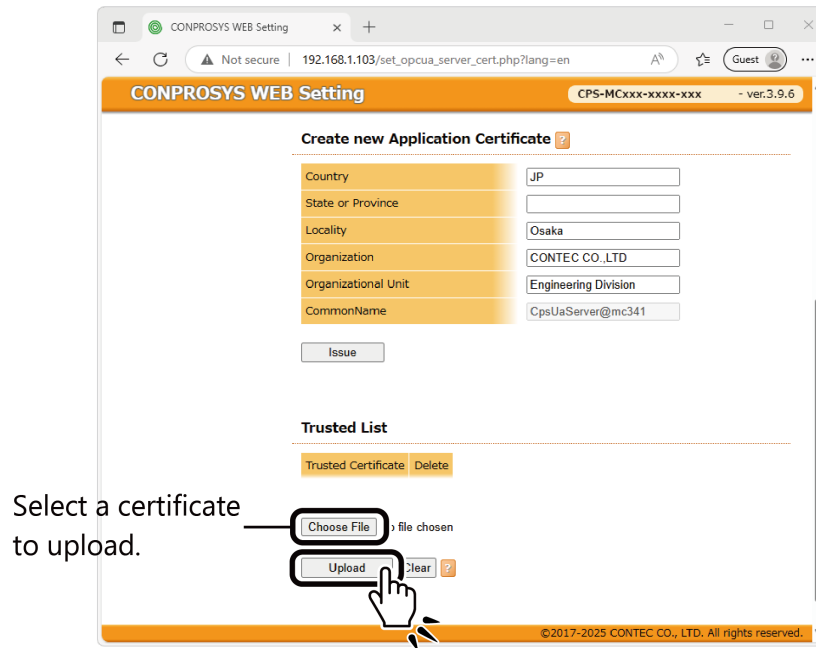 CONPROSYS WEB Setting
Not secure 192.168.1.103/set_opcua_server_cert.php?lang=en Guest
CONPROSYS WEB Setting CPS-MCxxx-xxxx-xxx - ver.3.9.6
Create new Application Certificate ?
Country JP
State or Province
Locality Osaka
Organization CONTEC CO.,LTD
Organizational Unit Engineering Division
CommonName CpsUaServer@mc341
Issue
Trusted List
Trusted Certificate Delete
Select a certificate
to upload.
Choose File file chosen
Upload Clear ?
©2017-2025 CONTEC CO., LTD. All rights reserved.